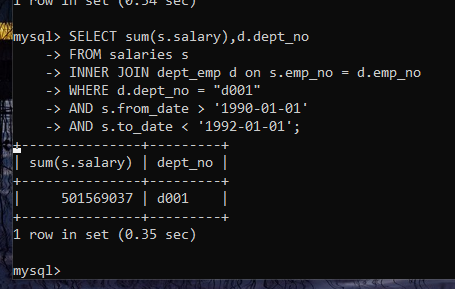 1 row in set (0.54 sec)
mysql> SELECT sum(s.salary),d.dept_no
    -> FROM salaries s
    -> INNER JOIN dept_emp d on s.emp_no = d.emp_no
    -> WHERE d.dept_no = "d001"
    -> AND s.from_date > '1990-01-01'
    -> AND s.to_date < '1992-01-01';
+---------------+---------+
| sum(s.salary) | dept_no |
+---------------+---------+
|     501569037 | d001    |
+---------------+---------+
1 row in set (0.35 sec)
mysql>